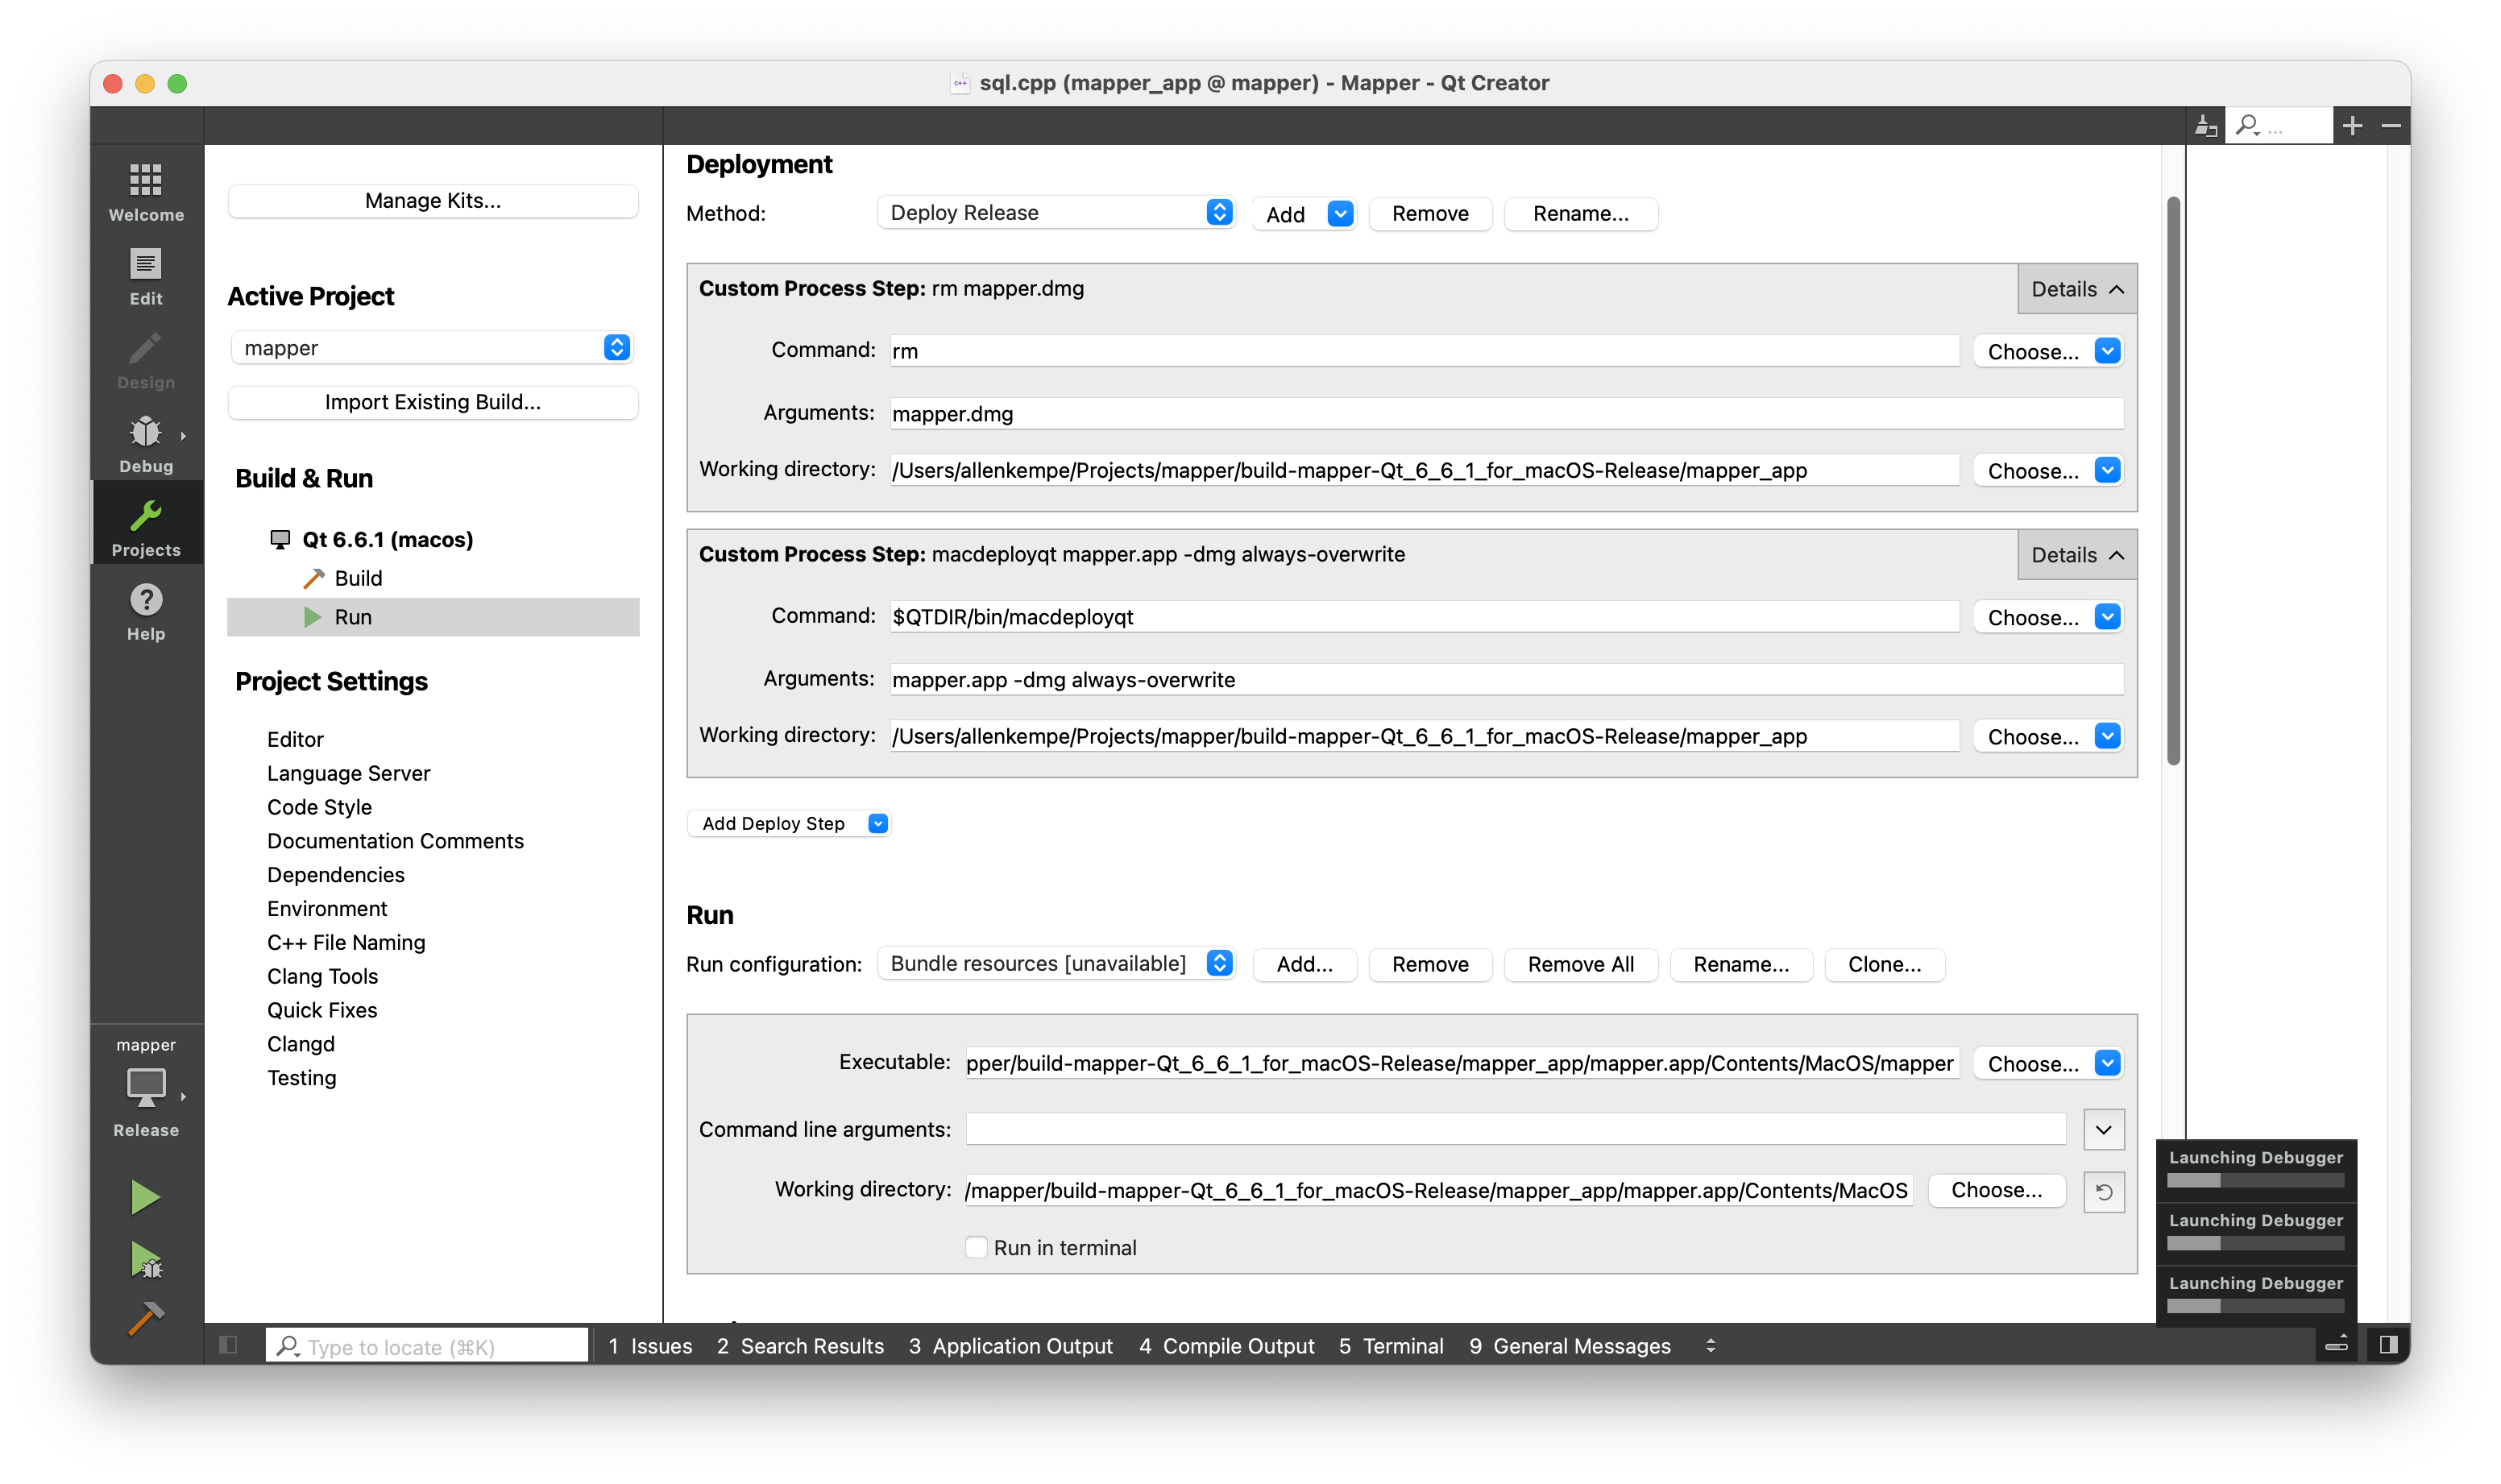 sql.cpp (mapper_app @ mapper) - Mapper - Qt Creator
...
Welcome
Edit
Design
Debug
Projects
Help
mapper
Release
Manage Kits...
Active Project
mapper
Import Existing Build...
Build & Run
Qt 6.6.1 (macos)
Build
Run
Project Settings
Editor
Language Server
Code Style
Documentation Comments
Dependencies
Environment
C++ File Naming
Clang Tools
Quick Fixes
Clangd
Testing
Deployment
Method: Deploy Release Add Remove Rename...
Custom Process Step: rm mapper.dmg Details
Command: rm Choose...
Arguments: mapper.dmg
Working directory: /Users/allenkempe/Projects/mapper/build-mapper-Qt_6_6_1_for_macOS-Release/mapper_app Choose...
Custom Process Step: macdeployqt mapper.app -dmg always-overwrite Details
Command: $QTDIR/bin/macdeployqt Choose...
Arguments: mapper.app -dmg always-overwrite
Working directory: /Users/allenkempe/Projects/mapper/build-mapper-Qt_6_6_1_for_macOS-Release/mapper_app Choose...
Add Deploy Step
Run
Run configuration: Bundle resources [unavailable] Add... Remove Remove All Rename... Clone...
Executable: pper/build-mapper-Qt_6_6_1_for_macOS-Release/mapper_app/mapper.app/Contents/MacOS/mapper Choose...
Command line arguments:
Working directory: /mapper/build-mapper-Qt_6_6_1_for_macOS-Release/mapper_app/mapper.app/Contents/MacOS Choose...
Run in terminal
Launching Debugger
Launching Debugger
Launching Debugger
Type to locate (⌘K) 1 Issues 2 Search Results 3 Application Output 4 Compile Output 5 Terminal 9 General Messages